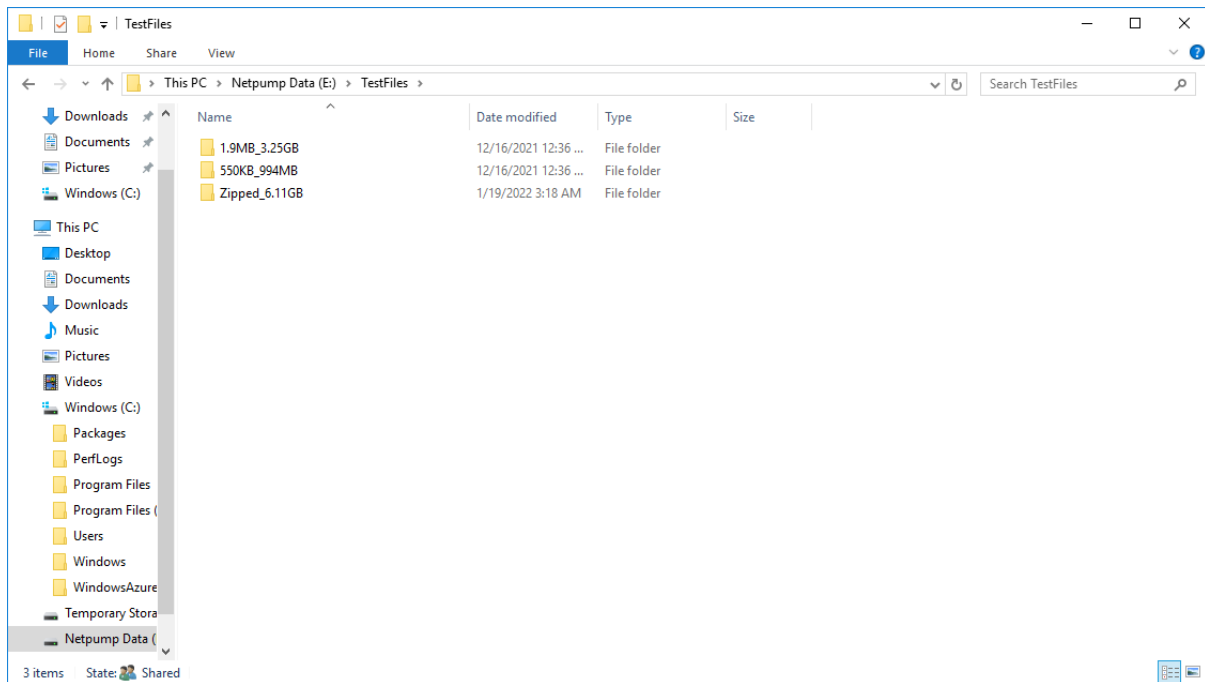 TestFiles
File Home Share View
This PC > Netpump Data (E:) > TestFiles >
Search TestFiles
Name Date modified Type Size
1.9MB_3.25GB 12/16/2021 12:36 ... File folder
550KB_994MB 12/16/2021 12:36 ... File folder
Zipped_6.11GB 1/19/2022 3:18 AM File folder
Downloads
Documents
Pictures
Windows (C:)
This PC
Desktop
Documents
Downloads
Music
Pictures
Videos
Windows (C:)
Packages
PerfLogs
Program Files
Program Files (
Users
Windows
WindowsAzure
Temporary Stora
Netpump Data (
3 items State: Shared